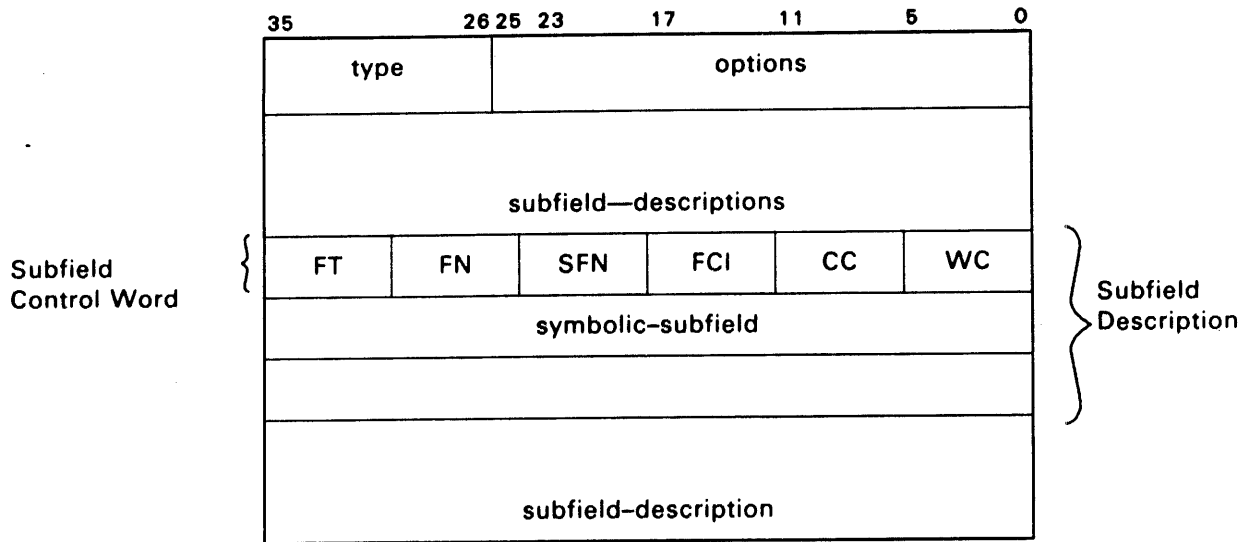 35 26 25 23 17 11 5 0
type options
subfield—descriptions
FT FN SFN FCI CC WC
Subfield
Control Word
symbolic-subfield
Subfield
Description
subfield-description